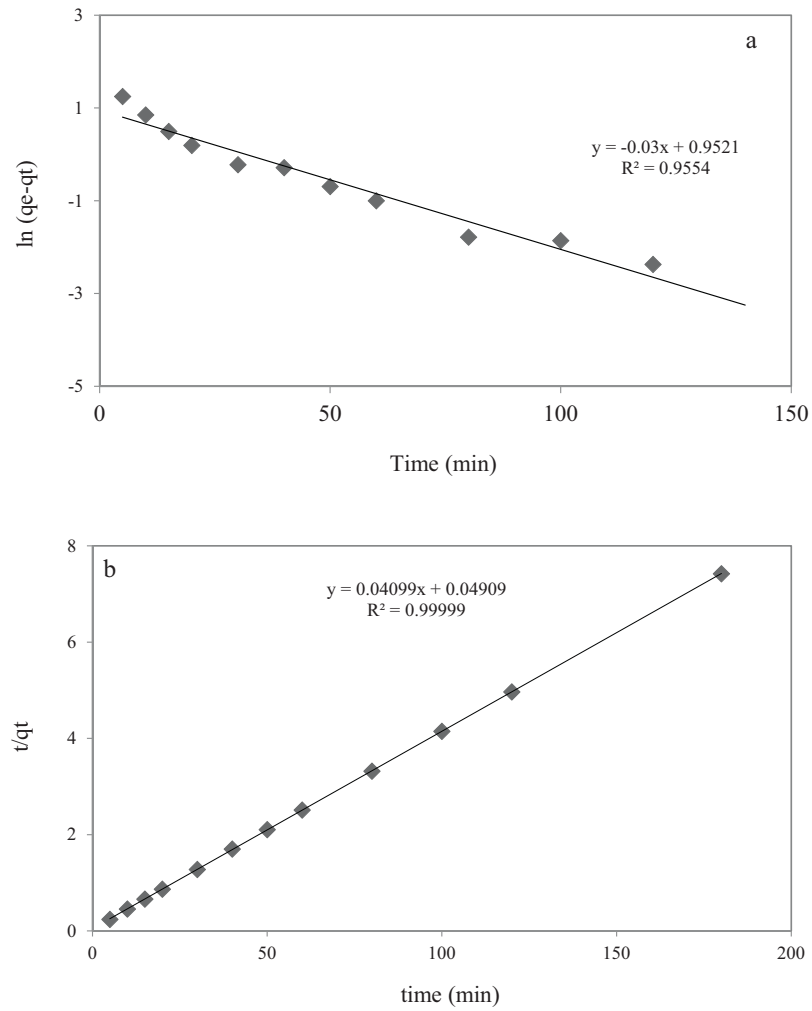 3
a
1
y = -0.03x + 0.9521
R² = 0.9554
ln (qe-qt)
-1
-3
-5
0
50
100
150
Time (min)
8
b
y = 0.04099x + 0.04909
R² = 0.99999
6
t/qt
4
2
0
0
50
100
150
200
time (min)